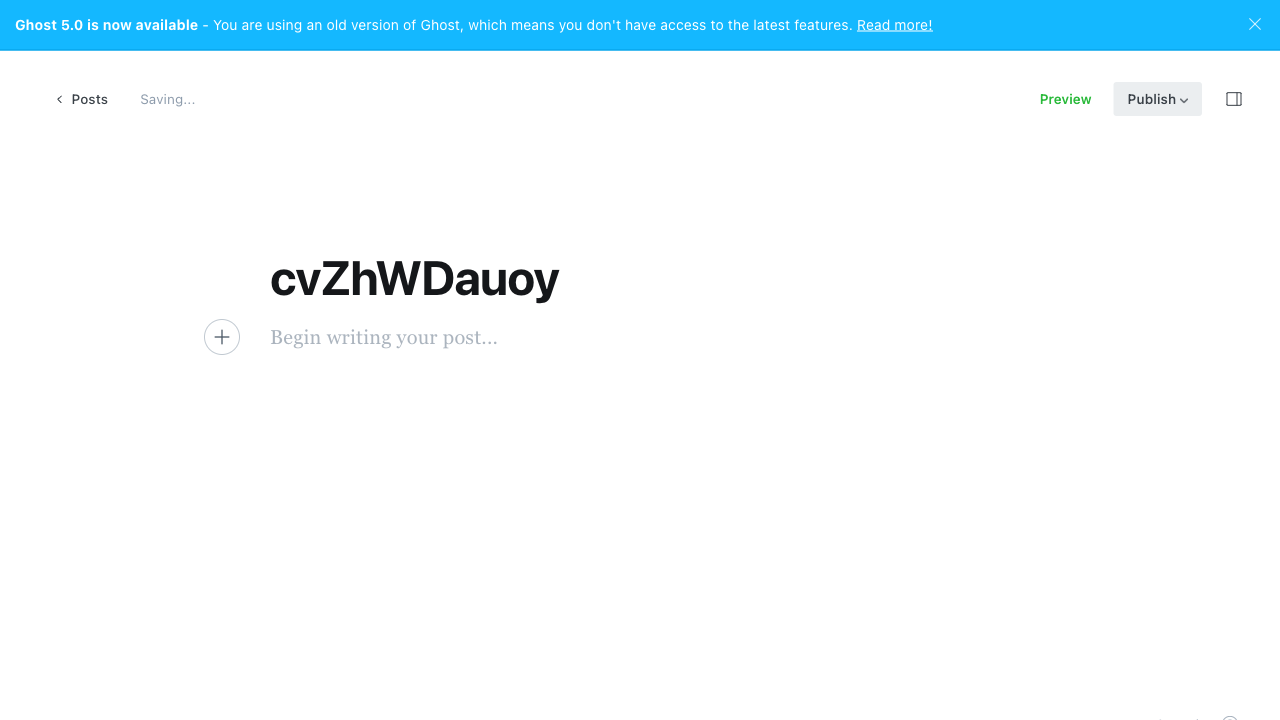 Ghost 5.0 is now available - You are using an old version of Ghost, which means you don't have access to the latest features. Read more!
Posts
Saving...
Preview
Publish
cvZhWDauoy
Begin writing your post...